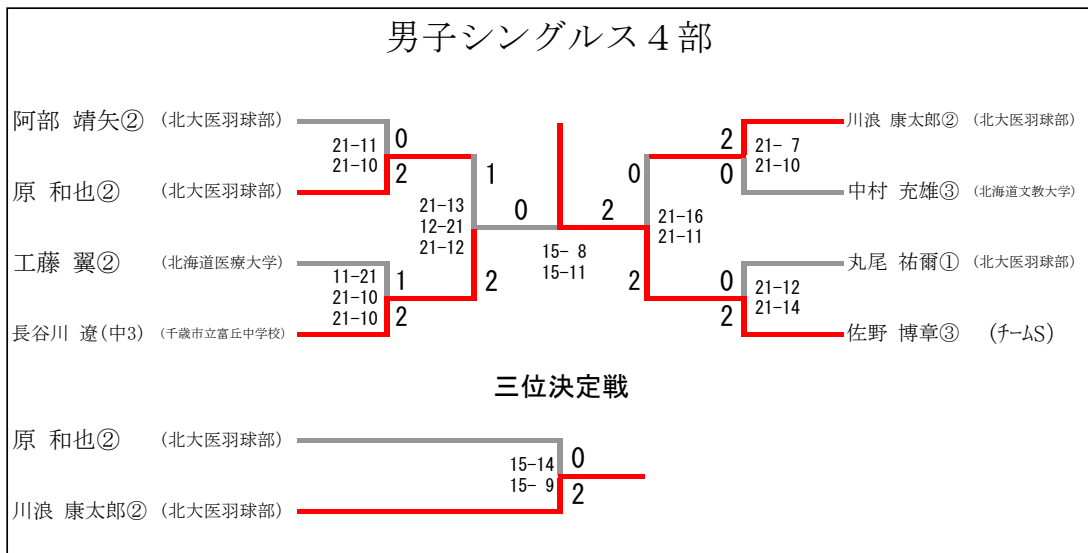 男子シングルス４部
阿部 靖矢② (北大医羽球部)
0
21-11
21-10
2
原 和也② (北大医羽球部)
1
21-13
12-21
21-12
2
工藤 翼② (北海道医療大学)
1
11-21
21-10
21-10
2
長谷川 遼(中3) (千歳市立富丘中学校)
0
2
15- 8
15-11
川浪 康太郎② (北大医羽球部)
2
21- 7
21-10
0
中村 充雄③ (北海道文教大学)
0
21-16
21-11
2
丸尾 祐爾① (北大医羽球部)
0
21-12
21-14
2
佐野 博章③ (ﾁｰﾑS)
三位決定戦
原 和也② (北大医羽球部)
0
15-14
15- 9
2
川浪 康太郎② (北大医羽球部)